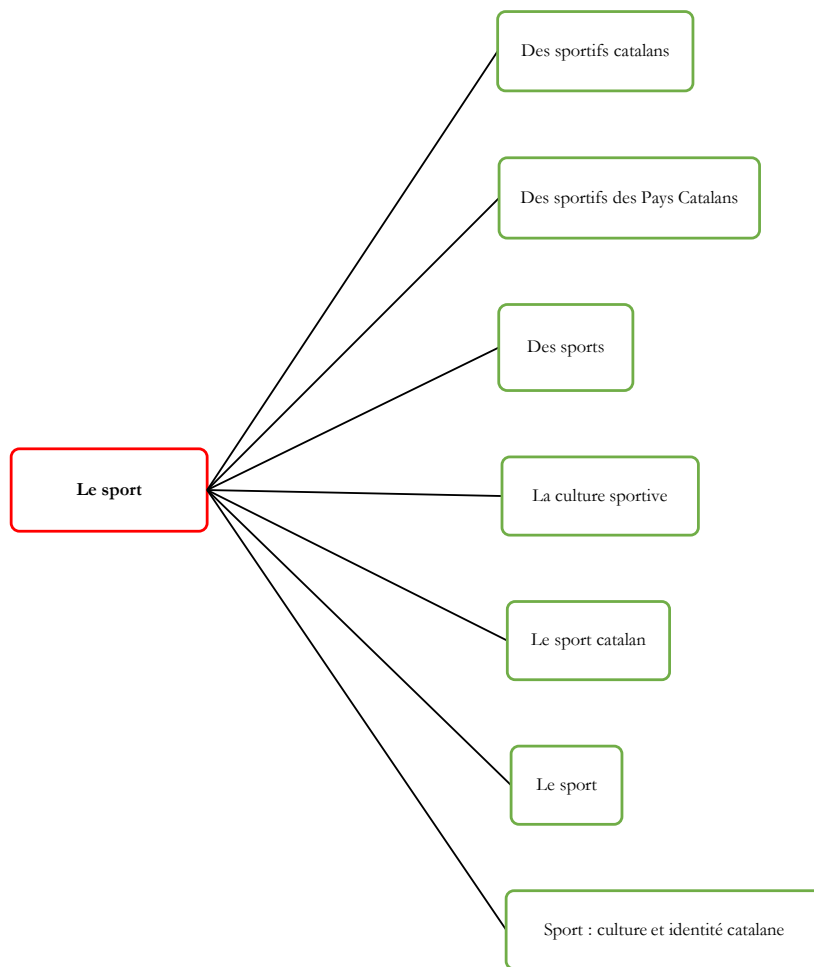 Des sportifs catalans
Des sportifs des Pays Catalans
Des sports
Le sport
La culture sportive
Le sport catalan
Le sport
Sport : culture et identité catalane